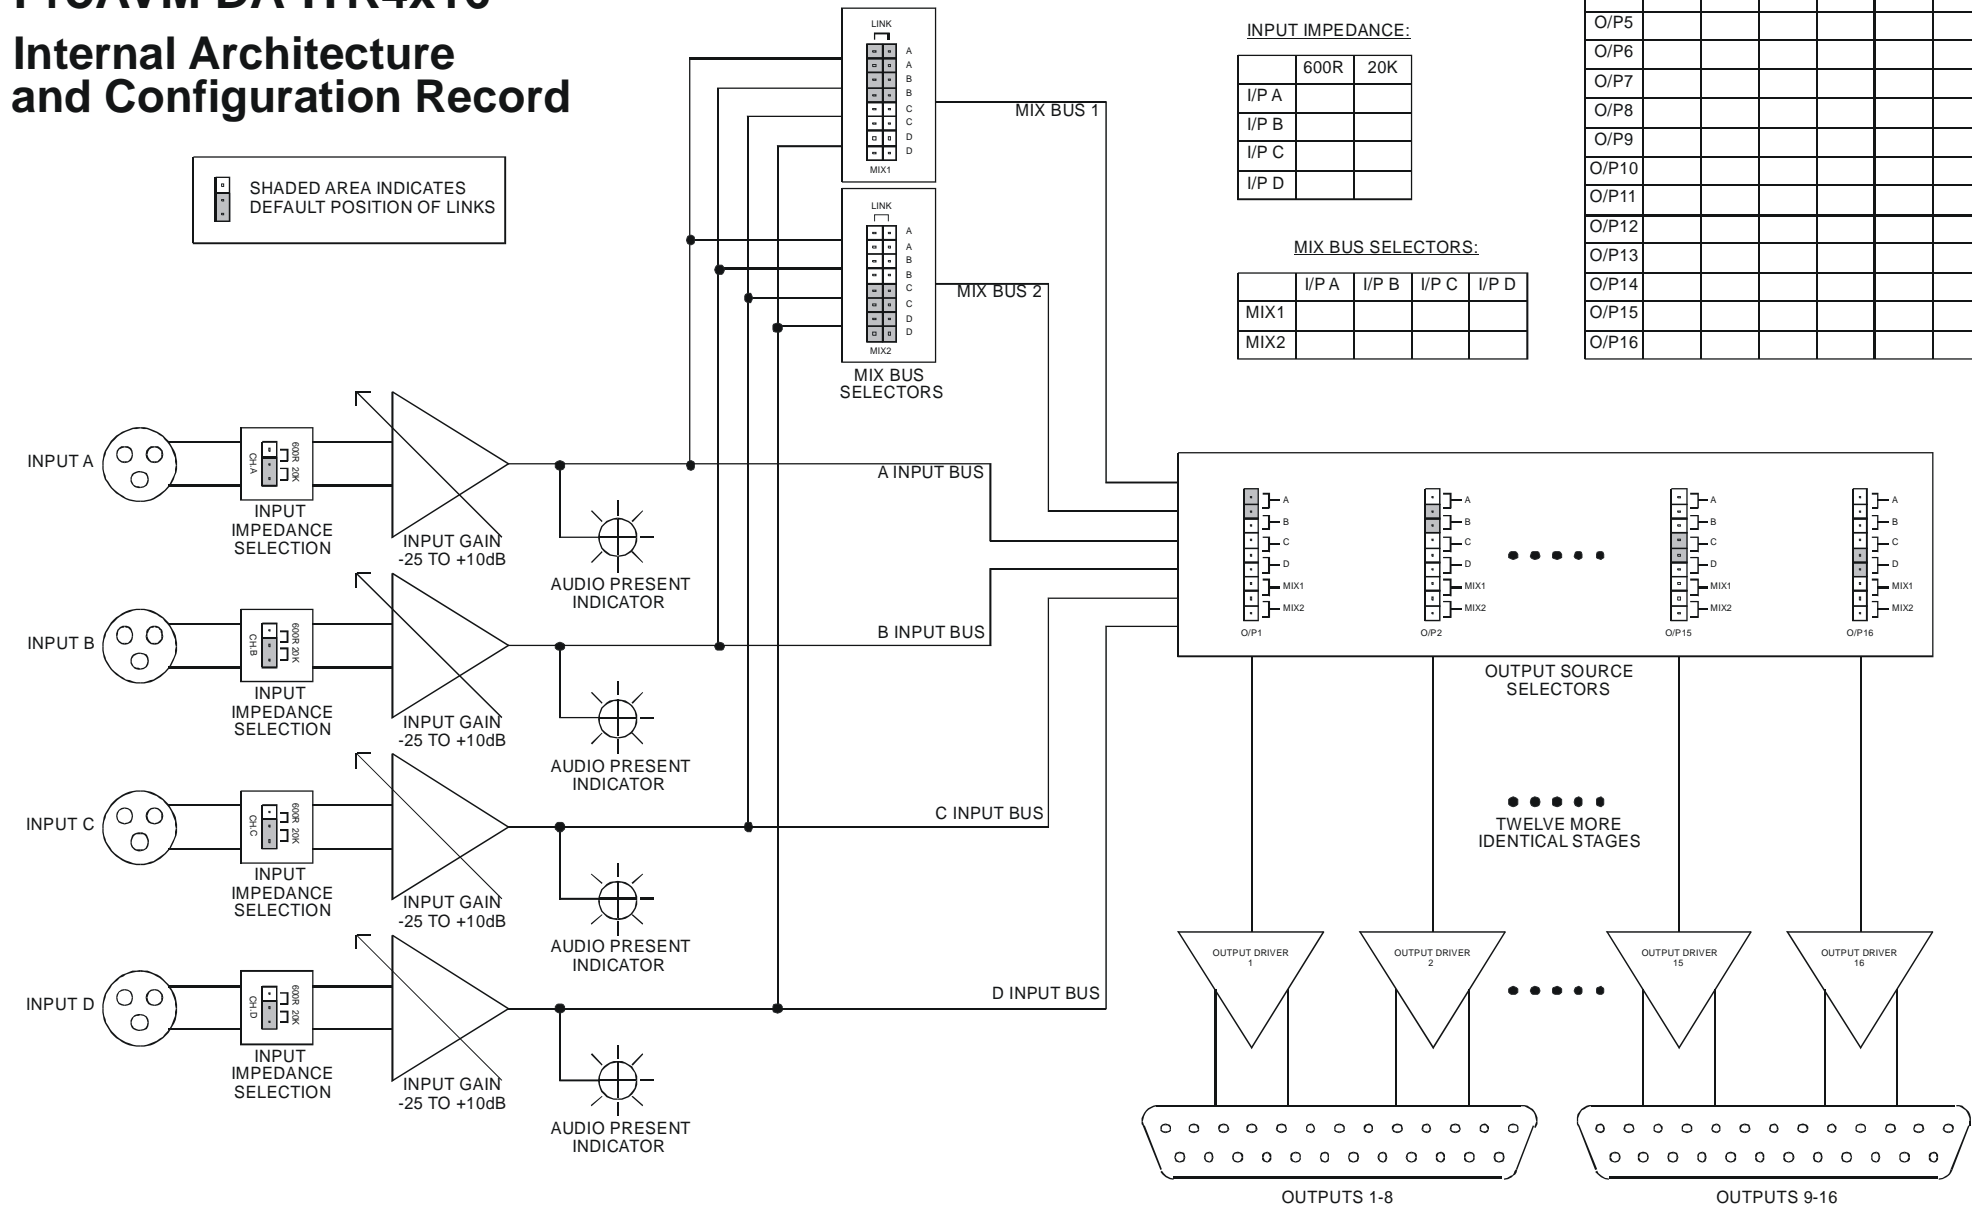 Internal Architecture
and Configuration Record
SHADED AREA INDICATES
DEFAULT POSITION OF LINKS
LINK
A
A
B
B
C
C
D
D
MIX1
LINK
A
A
B
B
C
C
D
D
MIX2
MIX BUS
SELECTORS
MIX BUS 1
MIX BUS 2
INPUT IMPEDANCE:
600R 20K
I/P A
I/P B
I/P C
I/P D
MIX BUS SELECTORS:
I/P A I/P B I/P C I/P D
MIX1
MIX2
O/P5
O/P6
O/P7
O/P8
O/P9
O/P10
O/P11
O/P12
O/P13
O/P14
O/P15
O/P16
INPUT A
CH.A
600R 20K
INPUT
IMPEDANCE
SELECTION
INPUT GAIN
-25 TO +10dB
AUDIO PRESENT
INDICATOR
A INPUT BUS
INPUT B
CH.B
600R 20K
INPUT
IMPEDANCE
SELECTION
INPUT GAIN
-25 TO +10dB
AUDIO PRESENT
INDICATOR
B INPUT BUS
INPUT C
CH.C
600R 20K
INPUT
IMPEDANCE
SELECTION
INPUT GAIN
-25 TO +10dB
AUDIO PRESENT
INDICATOR
C INPUT BUS
INPUT D
CH.D
600R 20K
INPUT
IMPEDANCE
SELECTION
INPUT GAIN
-25 TO +10dB
AUDIO PRESENT
INDICATOR
D INPUT BUS
A
B
C
D
MIX1
MIX2
O/P1
A
B
C
D
MIX1
MIX2
O/P2
A
B
C
D
MIX1
MIX2
O/P15
A
B
C
D
MIX1
MIX2
O/P16
OUTPUT SOURCE
SELECTORS
TWELVE MORE
IDENTICAL STAGES
OUTPUT DRIVER
1
OUTPUT DRIVER
2
OUTPUT DRIVER
15
OUTPUT DRIVER
16
OUTPUTS 1-8
OUTPUTS 9-16